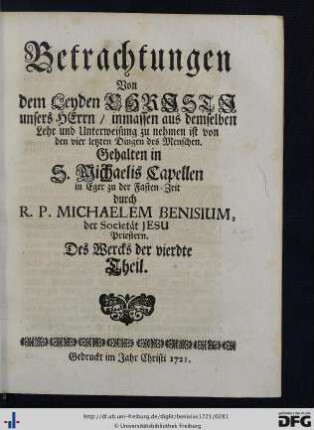 Betrachtungen
Von
dem Leyden CHRISTI
unsers HErrn / inmassen aus demselben
Lehr und Unterweisung zu nehmen ist von
den vier letzten Dingen des Menschen.
Gehalten in
S. Michaelis Capellen
in Eger zu der Fasten-Zeit
durch
R. P. MICHAELEM BENISIUM,
der Societät JESU
Priestern.
Des Wercks der vierdte
Theil.
Gedruckt im Jahr Christi 1721.
http://dl.ub.uni-freiburg.de/diglit/benisius1721/0281
© Universitätsbibliothek Freiburg
DFG